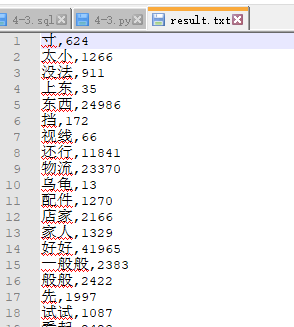 4-3.sql
4-3.py
result.txt
1 寸,624
2 太小,1266
3 没法,911
4 上东,35
5 东西,24986
6 挡,172
7 视线,66
8 还行,11841
9 物流,23370
10 乌龟,13
11 配件,1270
12 店家,2166
13 家人,1329
14 好好,41965
15 一般般,2383
16 般般,2422
17 先,1997
18 试试,1087